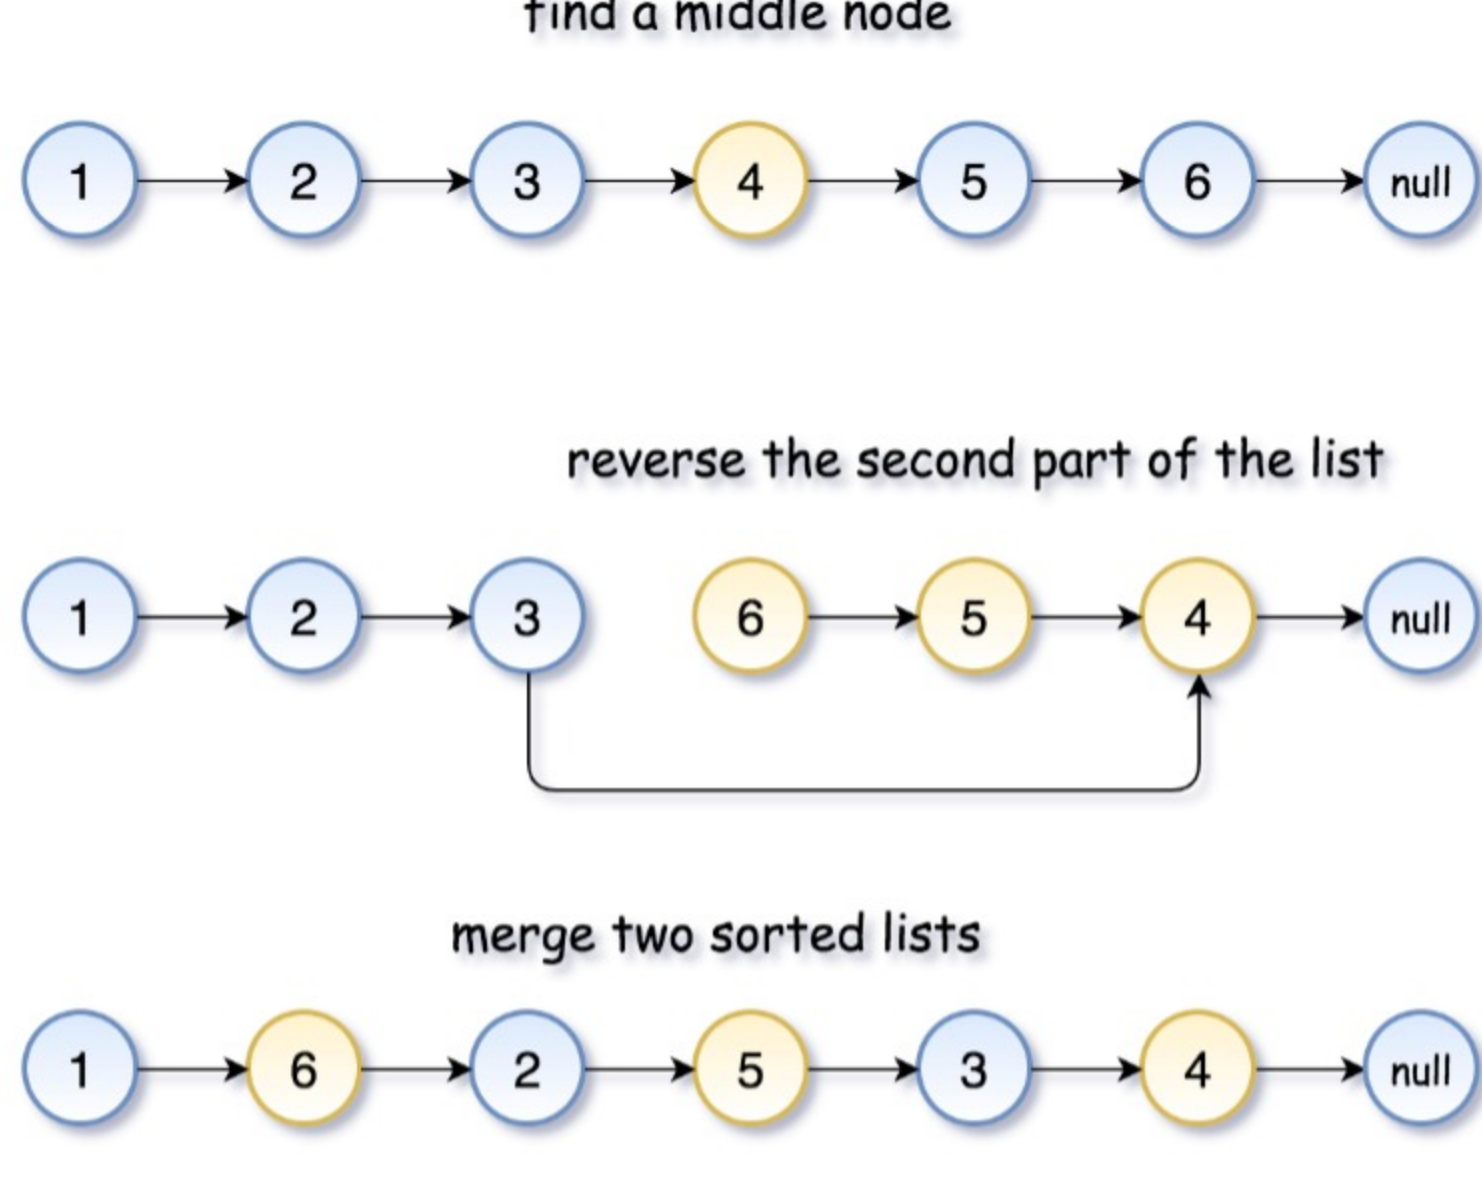 find a middle node
1 2 3 4 5 6 null
reverse the second part of the list
1 2 3 6 5 4 null
merge two sorted lists
1 6 2 5 3 4 null